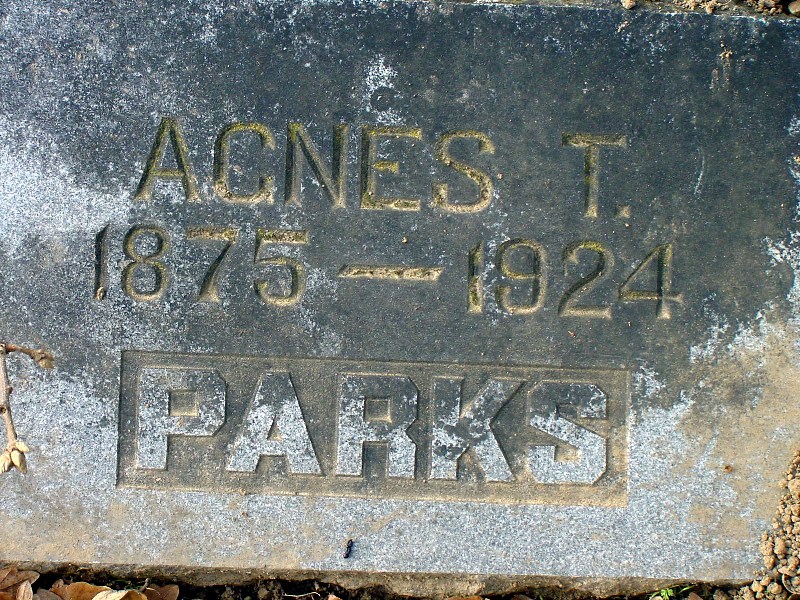 AGNES T.
1875 — 1924
PARKS